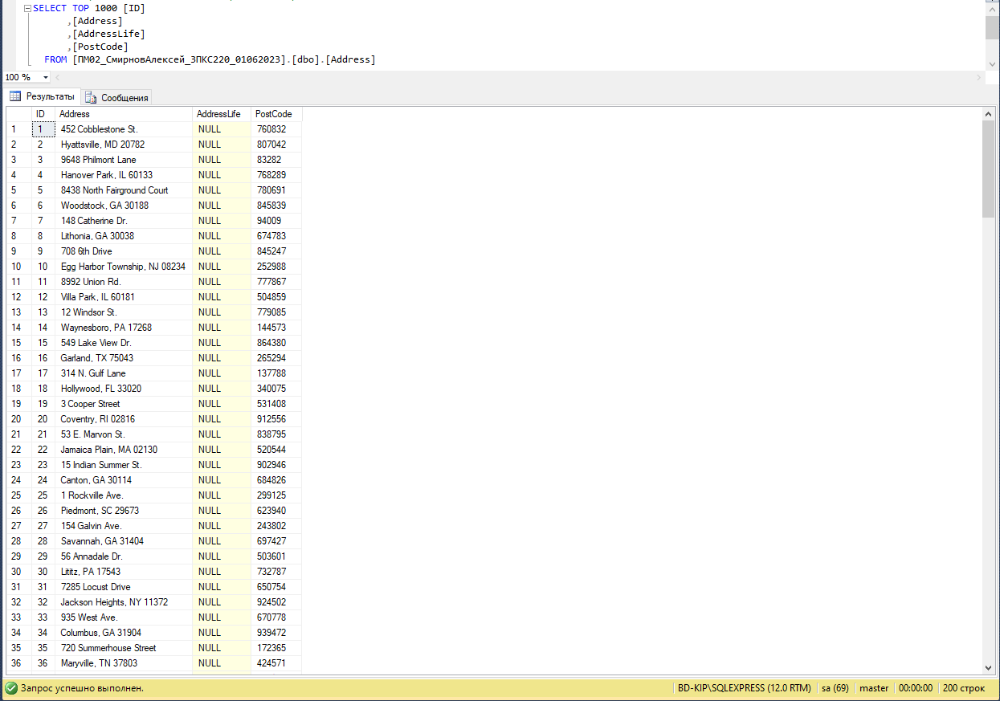 SELECT TOP 1000 [ID]
,[Address]
,[AddressLife]
,[PostCode]
FROM [ПМ02_СмирновАлексей_3ПКС220_01062023].[dbo].[Address]
100 %
Результаты Сообщения
ID Address AddressLife PostCode
1 1 452 Cobblestone St. NULL 760832
2 2 Hyattsville, MD 20782 NULL 807042
3 3 9648 Philmont Lane NULL 83282
4 4 Hanover Park, IL 60133 NULL 768289
5 5 8438 North Fairground Court NULL 780691
6 6 Woodstock, GA 30188 NULL 845839
7 7 148 Catherine Dr. NULL 94009
8 8 Lithonia, GA 30038 NULL 674783
9 9 708 6th Drive NULL 845247
10 10 Egg Harbor Township, NJ 08234 NULL 252988
11 11 8992 Union Rd. NULL 777867
12 12 Villa Park, IL 60181 NULL 504859
13 13 12 Windsor St. NULL 779085
14 14 Waynesboro, PA 17268 NULL 144573
15 15 549 Lake View Dr. NULL 864380
16 16 Garland, TX 75043 NULL 265294
17 17 314 N. Gulf Lane NULL 137788
18 18 Hollywood, FL 33020 NULL 340075
19 19 3 Cooper Street NULL 531408
20 20 Coventry, RI 02816 NULL 912556
21 21 53 E. Marvon St. NULL 838795
22 22 Jamaica Plain, MA 02130 NULL 520544
23 23 15 Indian Summer St. NULL 902946
24 24 Canton, GA 30114 NULL 684826
25 25 1 Rockville Ave. NULL 299125
26 26 Piedmont, SC 29673 NULL 623940
27 27 154 Galvin Ave. NULL 243802
28 28 Savannah, GA 31404 NULL 697427
29 29 56 Annadale Dr. NULL 503601
30 30 Lititz, PA 17543 NULL 732787
31 31 7285 Locust Drive NULL 650754
32 32 Jackson Heights, NY 11372 NULL 924502
33 33 935 West Ave. NULL 670778
34 34 Columbus, GA 31904 NULL 939472
35 35 720 Summerhouse Street NULL 172365
36 36 Maryville, TN 37803 NULL 424571
Запрос успешно выполнен. BD-KIP\SQLEXPRESS (12.0 RTM) sa (69) master 00:00:00 200 строк